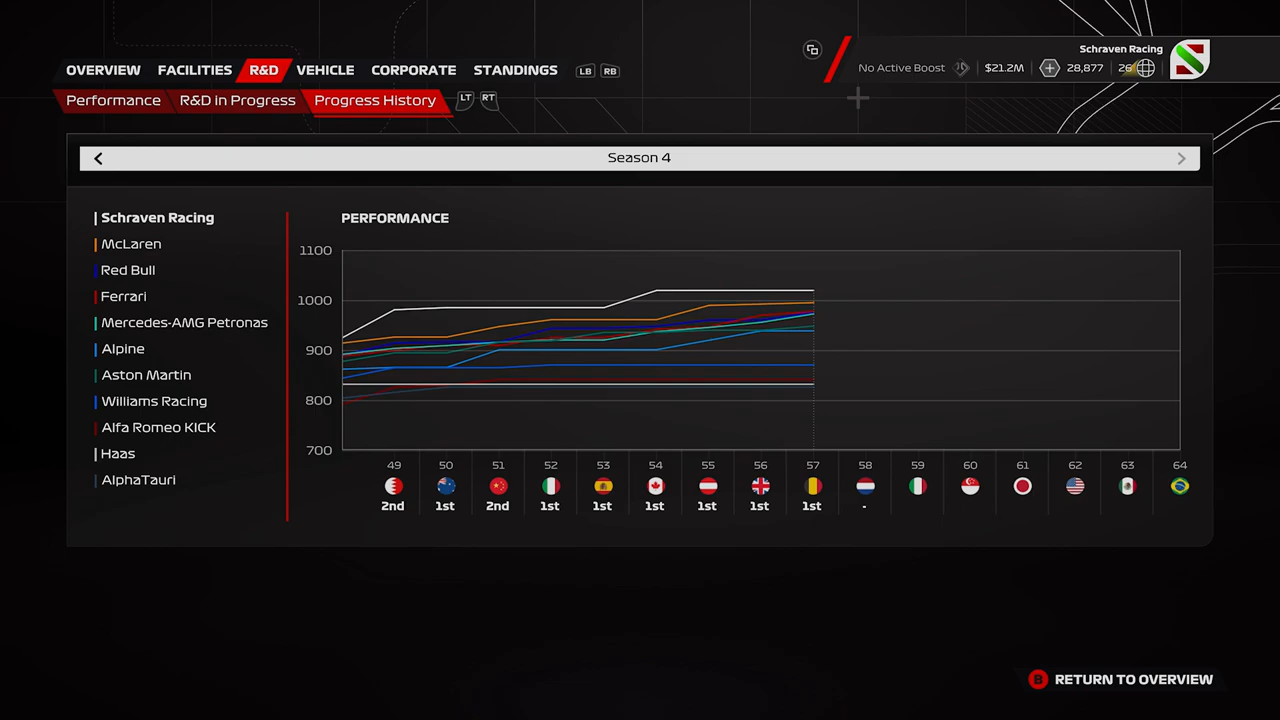 Schraven Racing
OVERVIEW FACILITIES R&D VEHICLE CORPORATE STANDINGS LB RB
No Active Boost $21.2M 28,877 26
Performance R&D In Progress Progress History LT RT
Season 4
Schraven Racing
McLaren
Red Bull
Ferrari
Mercedes-AMG Petronas
Alpine
Aston Martin
Williams Racing
Alfa Romeo KICK
Haas
AlphaTauri
PERFORMANCE
1100
1000
900
800
700
49 50 51 52 53 54 55 56 57 58 59 60 61 62 63 64
2nd 1st 2nd 1st 1st 1st 1st 1st 1st -
B RETURN TO OVERVIEW